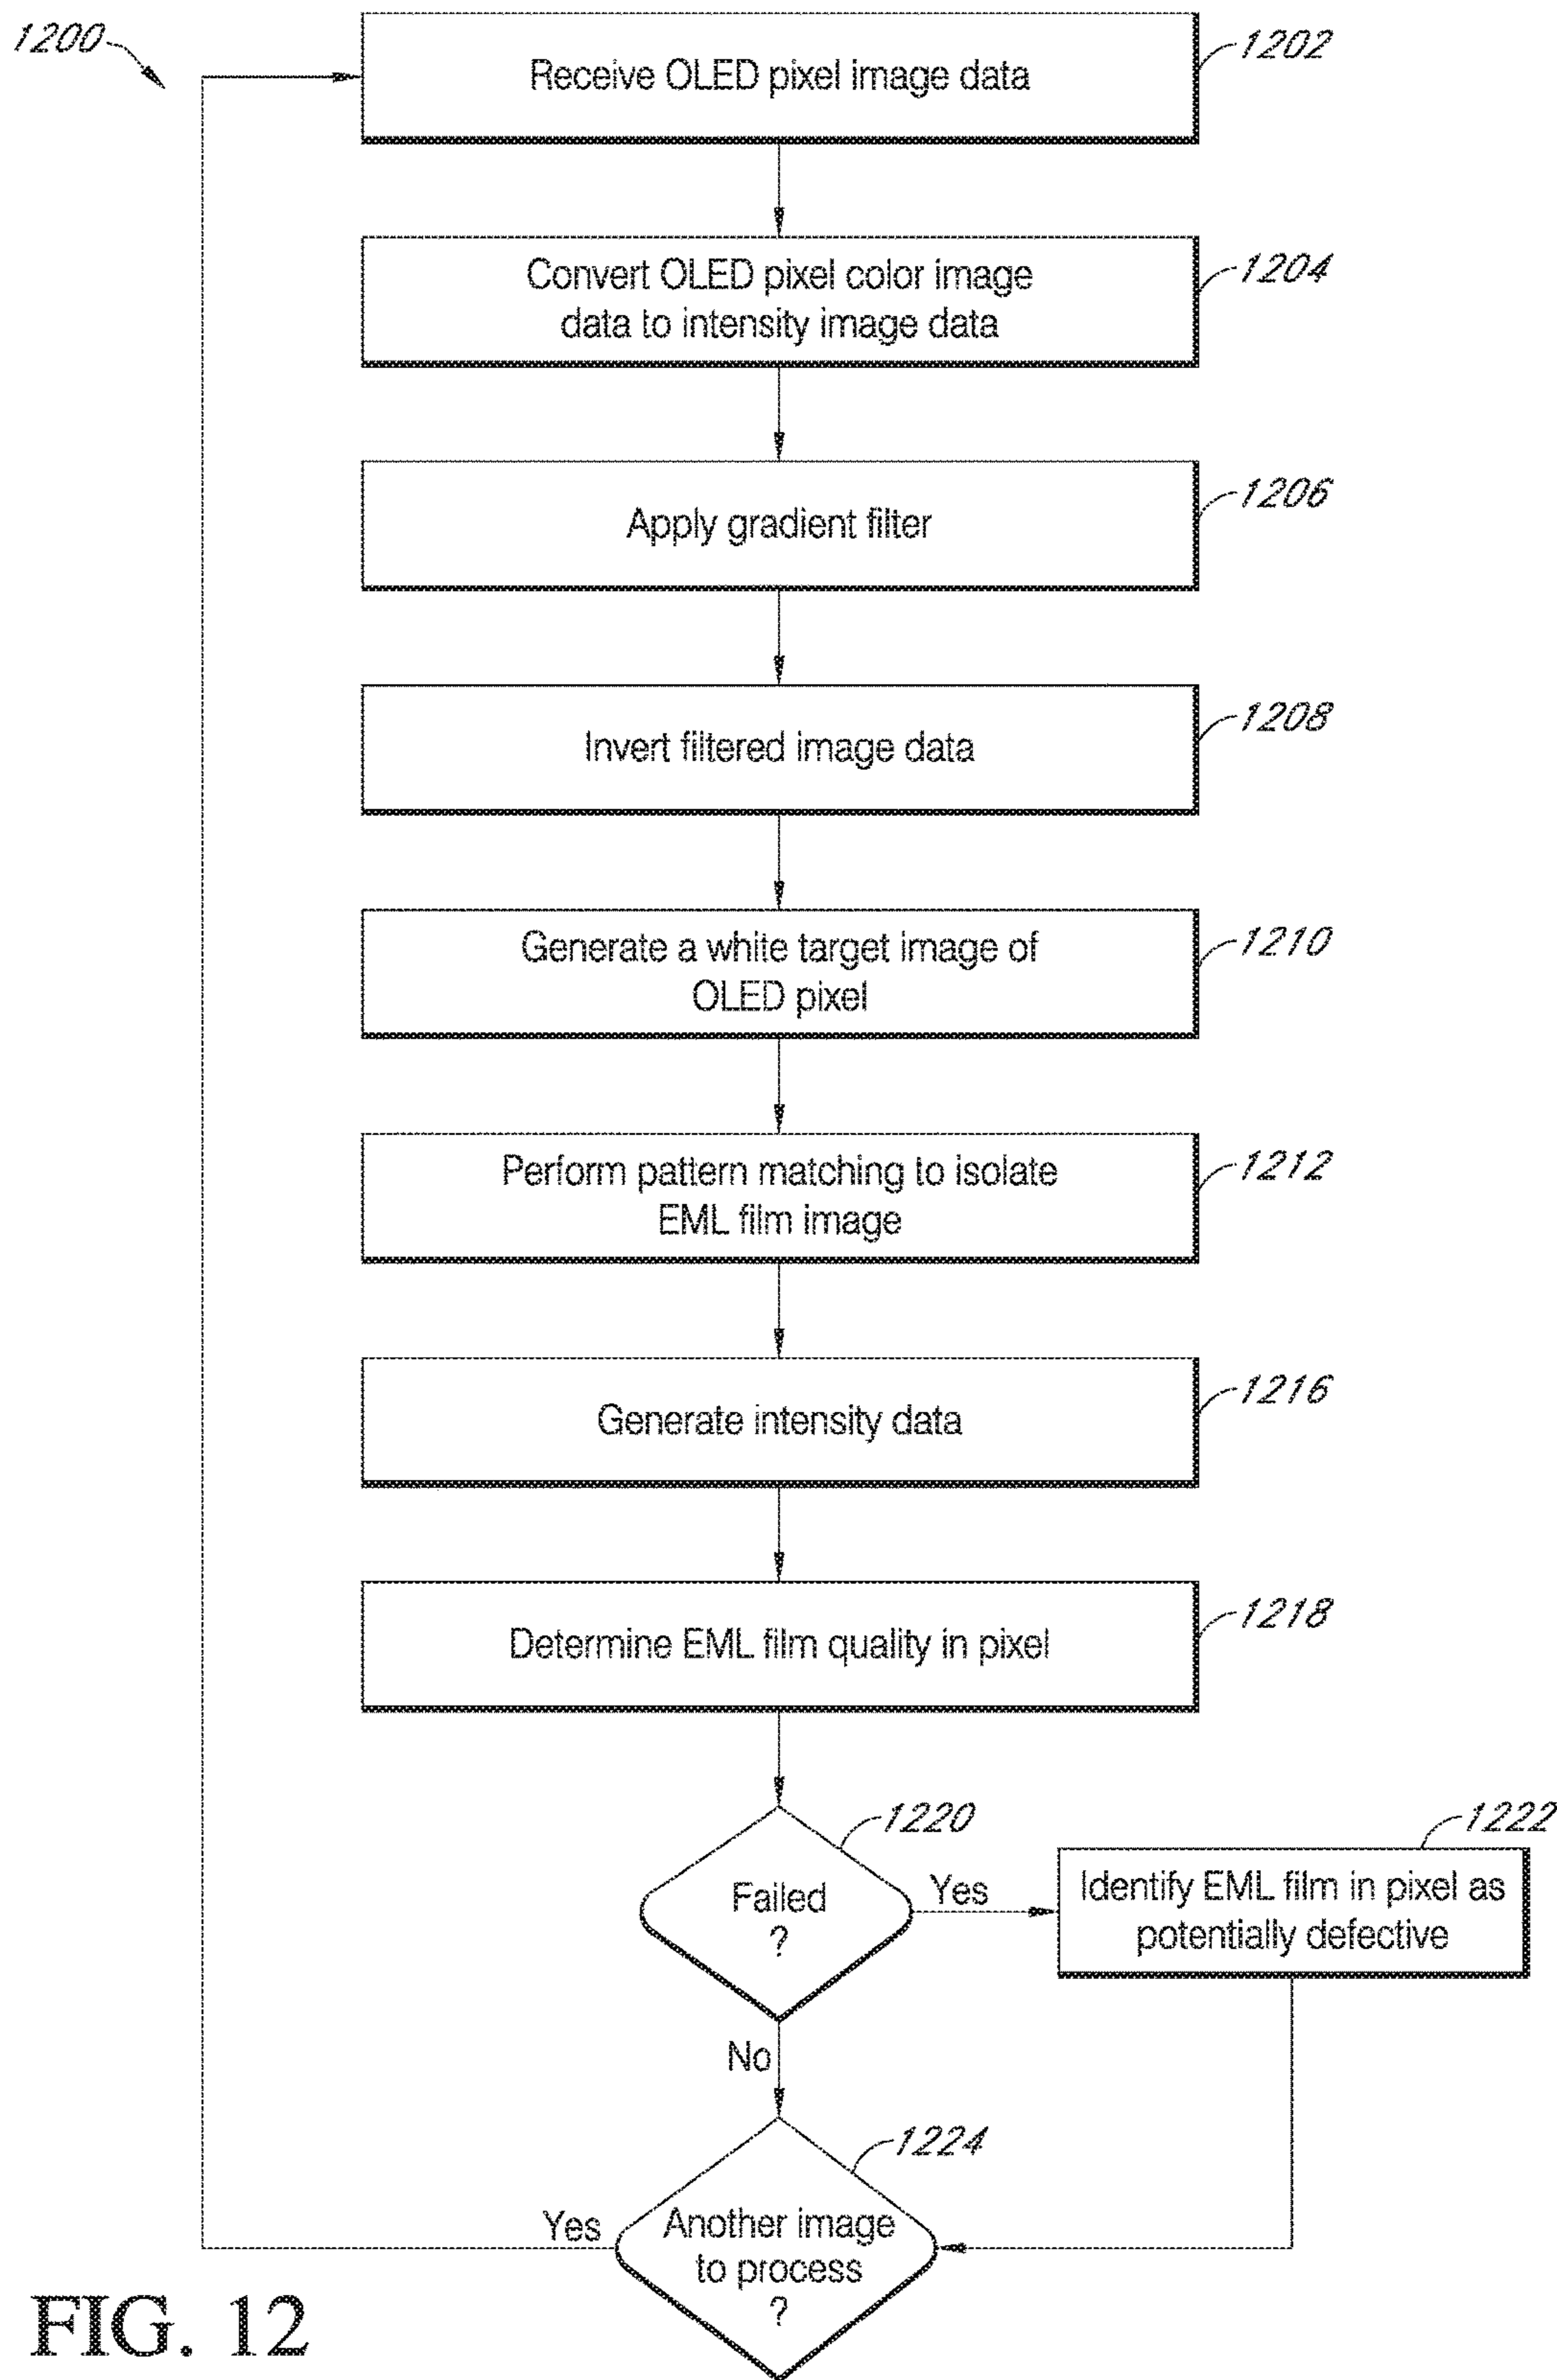 1200
Receive OLED pixel image data
1202
Convert OLED pixel color image
data to intensity image data
1204
Apply gradient filter
1206
Invert filtered image data
1208
Generate a white target image of
OLED pixel
1210
Perform pattern matching to isolate
EML film image
1212
Generate intensity data
1216
Determine EML film quality in pixel
1218
1220
Failed
?
Yes
1222
Identify EML film in pixel as
potentially defective
No
1224
Yes
Another image
to process
?
FIG. 12